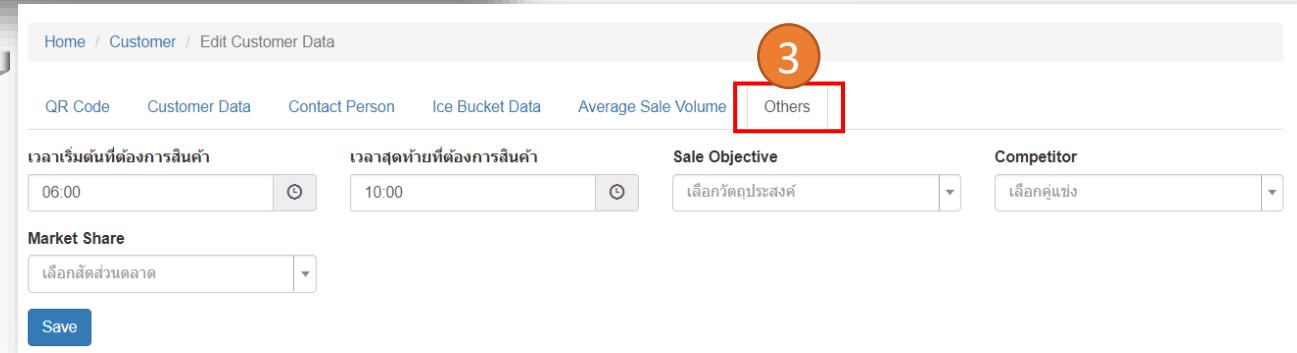 Home / Customer / Edit Customer Data
3
QR Code Customer Data Contact Person Ice Bucket Data Average Sale Volume Others
เวลาเริ่มต้นที่ต้องการสินค้า เวลาสุดท้ายที่ต้องการสินค้า Sale Objective Competitor
06:00 10:00 เลือกวัตถุประสงค์ เลือกคู่แข่ง
Market Share
เลือกสัดส่วนตลาด
Save